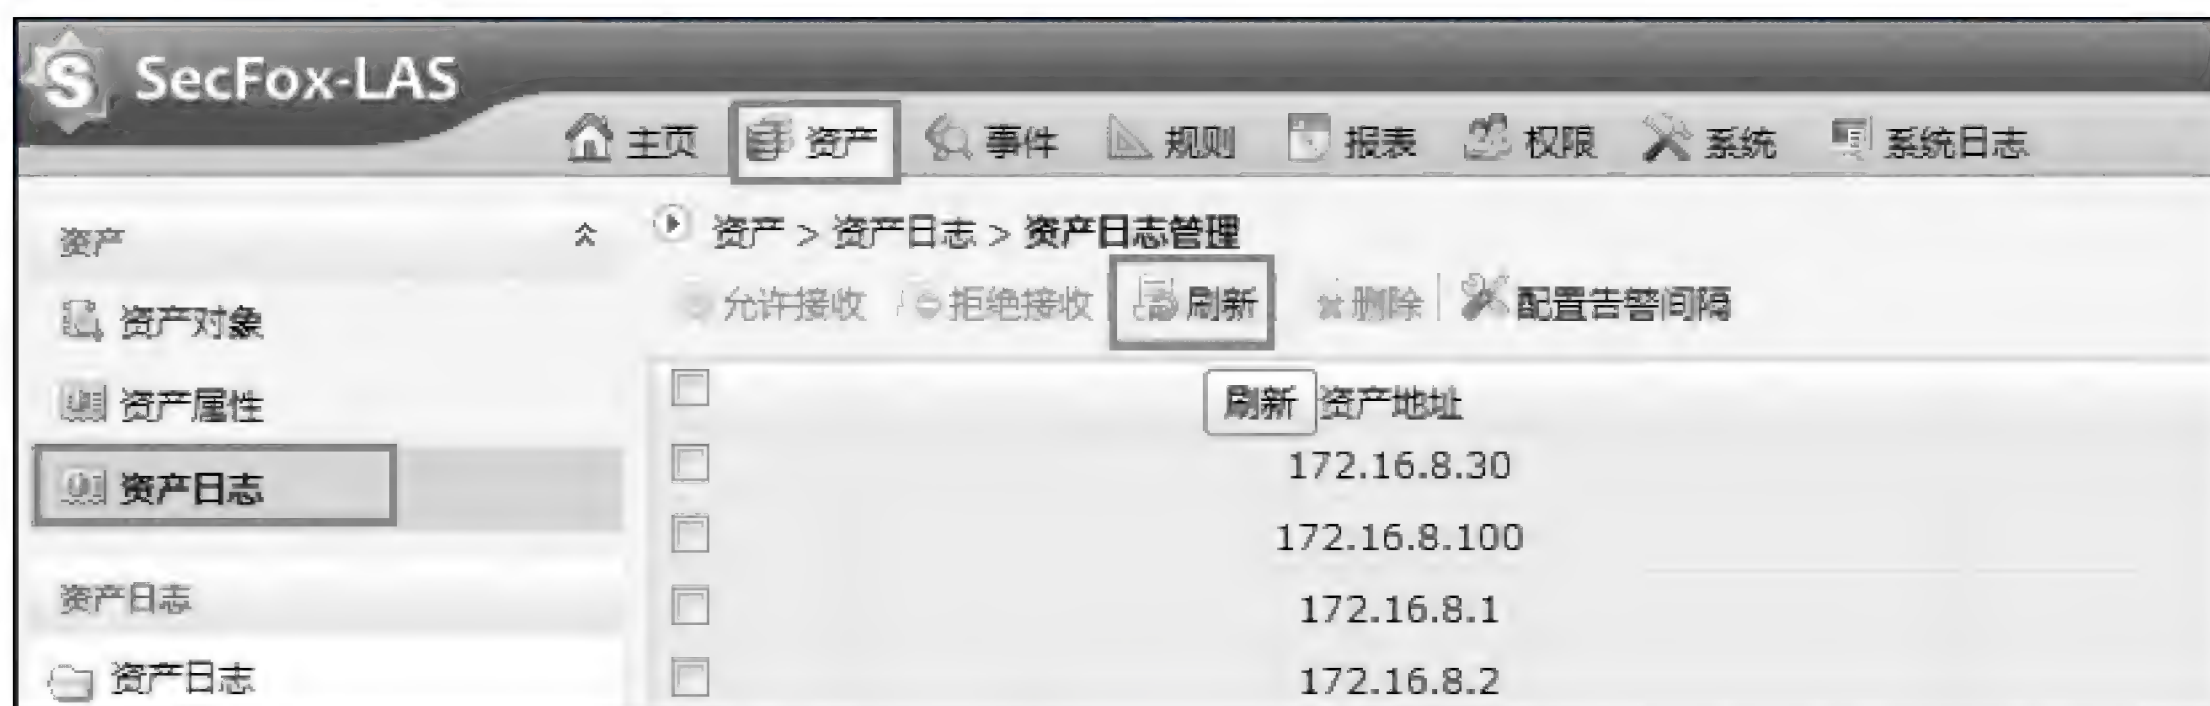 SecFox-LAS
主页 资产 事件 规则 报表 权限 系统 系统日志
资产
资产对象
资产属性
资产日志
资产日志
资产日志
资产 > 资产日志 > 资产日志管理
允许接收 拒绝接收 刷新 删除 配置告警间隔
刷新 资产地址
172.16.8.30
172.16.8.100
172.16.8.1
172.16.8.2